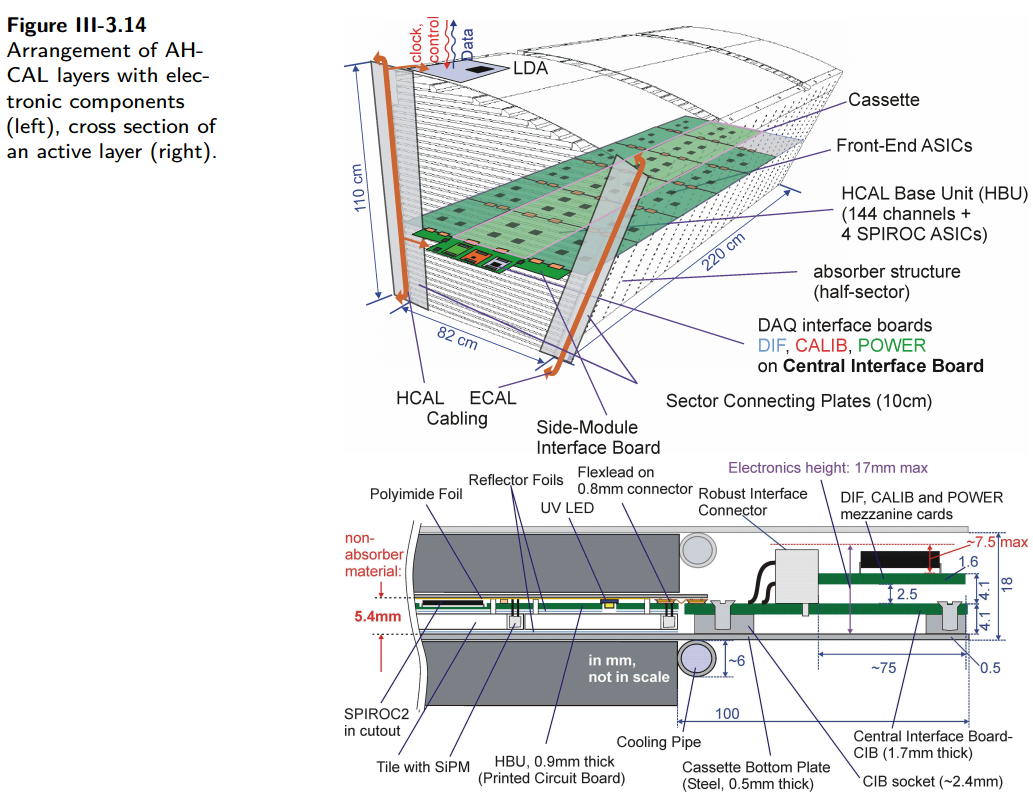 Figure III-3.14
Arrangement of AH-
CAL layers with elec-
tronic components
(left), cross section of
an active layer (right).
clock,
control
Data
LDA
Cassette
Front-End ASICs
HCAL Base Unit (HBU)
(144 channels +
4 SPIROC ASICs)
110 cm
220 cm
absorber structure
(half-sector)
82 cm
DAQ interface boards
DIF, CALIB, POWER
on Central Interface Board
HCAL ECAL
Cabling
Sector Connecting Plates (10cm)
Side-Module
Interface Board
Electronics height: 17mm max
Polyimide Foil
Reflector Foils
Flexlead on
0.8mm connector
UV LED
Robust Interface
Connector
DIF, CALIB and POWER
mezzanine cards
non-
absorber
material:
5.4mm
~7.5 max
1.6
18
2.5
4.1
4.1
in mm,
not in scale
~6
~75
0.5
100
SPIROC2
in cutout
Tile with SiPM
HBU, 0.9mm thick
(Printed Circuit Board)
Cooling Pipe
Cassette Bottom Plate
(Steel, 0.5mm thick)
Central Interface Board-
CIB (1.7mm thick)
CIB socket (~2.4mm)